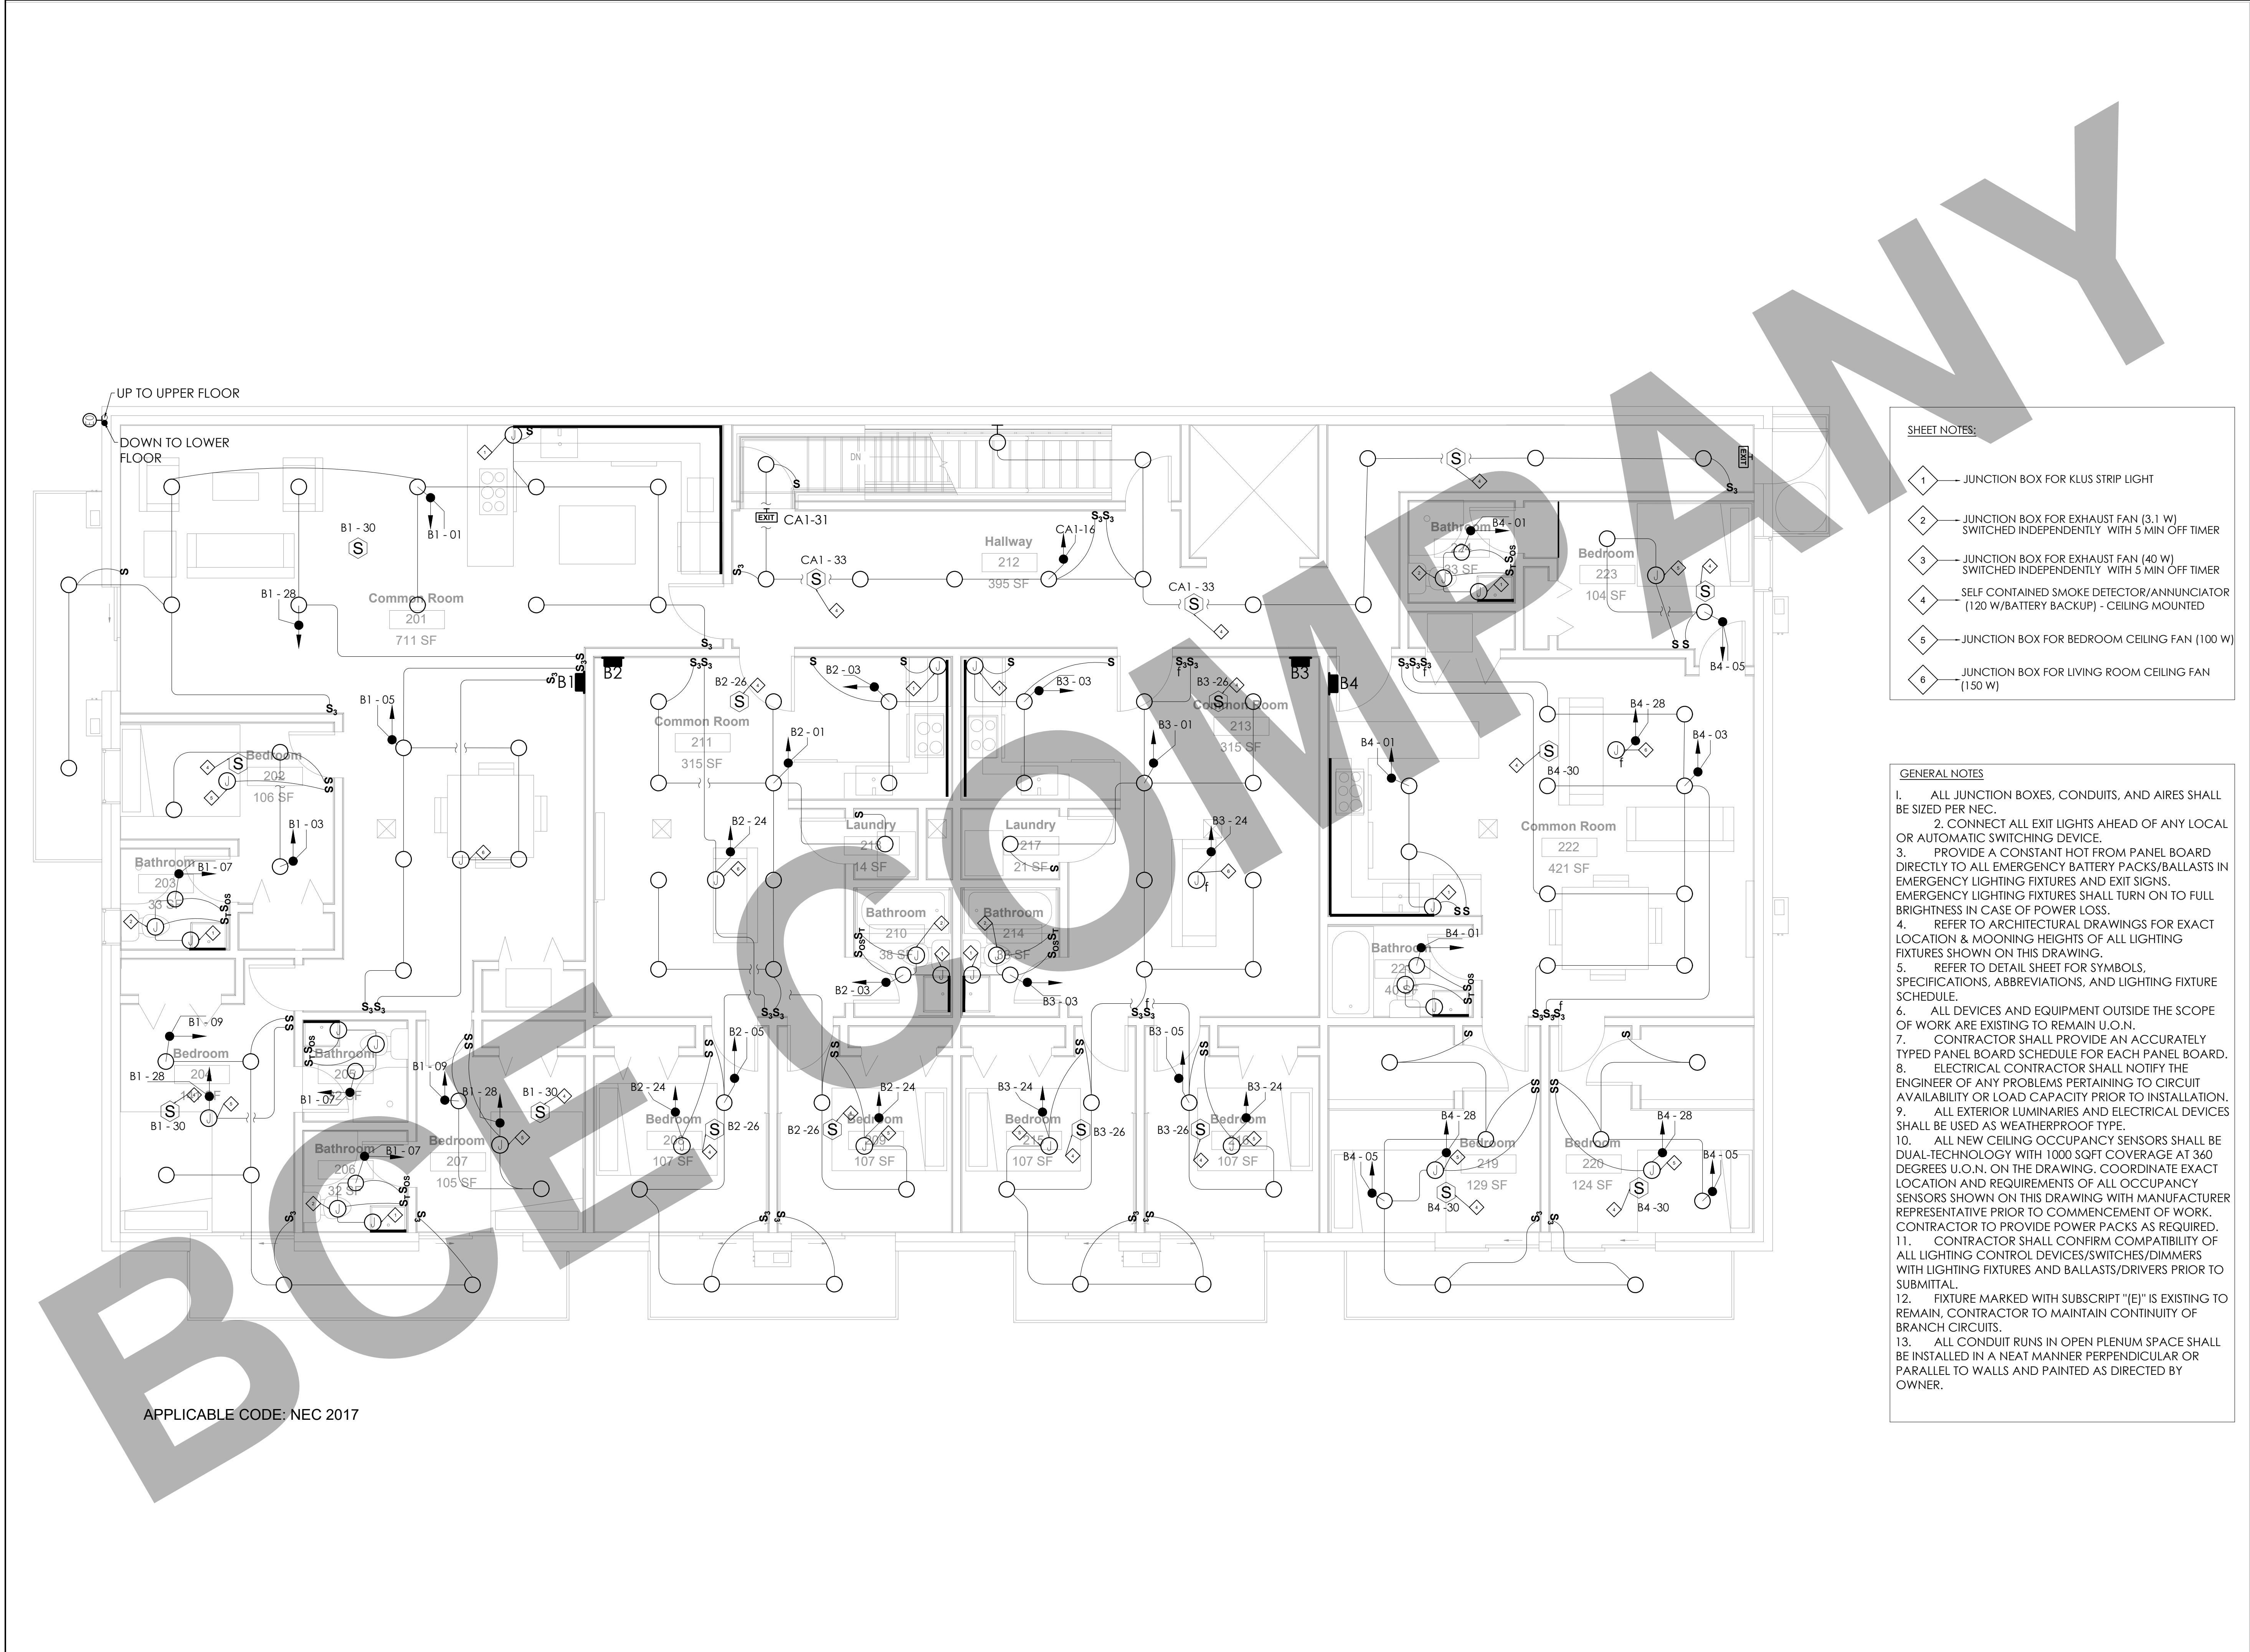 UP TO UPPER FLOOR
DOWN TO LOWER
FLOOR
B1 - 30
B1 - 01
B1 - 28
Common Room
201
711 SF
EXIT
CA1-31
DN
CA1 - 33
Hallway
212
395 SF
CA1-16
CA1 - 33
EXIT
Bathroom
B4 - 01
33 SF
Bedroom
223
104 SF
B4 - 05
B1
B2
B3
B4
B1 - 05
B2 -26
B2 - 03
B3 - 03
B3 -26
Common Room
211
315 SF
B2 - 01
B3 - 01
Common Room
213
315 SF
B4 - 28
B4 - 03
B4 - 01
B4 -30
Bedroom
202
106 SF
B1 - 03
B2 - 24
B3 - 24
Laundry
14 SF
Laundry
217
21 SF
Common Room
222
421 SF
Bathroom
203
B1 - 07
Bathroom
210
38 SF
Bathroom
214
Bathroom
B4 - 01
B2 - 03
B3 - 03
B1 - 09
Bedroom
B1 - 28
B1 - 30
Bathroom
205
B1 - 07
B1 - 09
B1 - 28
B1 - 30
B2 - 05
B3 - 05
B2 - 24
B2 - 24
B3 - 24
B3 - 24
Bathroom
206
32 SF
B1 - 07
Bedroom
207
105 SF
Bedroom
107 SF
B2 -26
B2 -26
Bedroom
107 SF
Bedroom
215
107 SF
B3 -26
B3 -26
Bedroom
107 SF
B4 - 28
B4 - 28
B4 - 05
Bedroom
219
129 SF
Bedroom
220
124 SF
B4 - 05
B4 -30
B4 -30
APPLICABLE CODE: NEC 2017
BCE COMPANY
SHEET NOTES:
1 JUNCTION BOX FOR KLUS STRIP LIGHT
2 JUNCTION BOX FOR EXHAUST FAN (3.1 W)
SWITCHED INDEPENDENTLY WITH 5 MIN OFF TIMER
3 JUNCTION BOX FOR EXHAUST FAN (40 W)
SWITCHED INDEPENDENTLY WITH 5 MIN OFF TIMER
4 SELF CONTAINED SMOKE DETECTOR/ANNUNCIATOR
(120 W/BATTERY BACKUP) - CEILING MOUNTED
5 JUNCTION BOX FOR BEDROOM CEILING FAN (100 W)
6 JUNCTION BOX FOR LIVING ROOM CEILING FAN
(150 W)
GENERAL NOTES
I. ALL JUNCTION BOXES, CONDUITS, AND AIRES SHALL
BE SIZED PER NEC.
2. CONNECT ALL EXIT LIGHTS AHEAD OF ANY LOCAL
OR AUTOMATIC SWITCHING DEVICE.
3. PROVIDE A CONSTANT HOT FROM PANEL BOARD
DIRECTLY TO ALL EMERGENCY BATTERY PACKS/BALLASTS IN
EMERGENCY LIGHTING FIXTURES AND EXIT SIGNS.
EMERGENCY LIGHTING FIXTURES SHALL TURN ON TO FULL
BRIGHTNESS IN CASE OF POWER LOSS.
4. REFER TO ARCHITECTURAL DRAWINGS FOR EXACT
LOCATION & MOONING HEIGHTS OF ALL LIGHTING
FIXTURES SHOWN ON THIS DRAWING.
5. REFER TO DETAIL SHEET FOR SYMBOLS,
SPECIFICATIONS, ABBREVIATIONS, AND LIGHTING FIXTURE
SCHEDULE.
6. ALL DEVICES AND EQUIPMENT OUTSIDE THE SCOPE
OF WORK ARE EXISTING TO REMAIN U.O.N.
7. CONTRACTOR SHALL PROVIDE AN ACCURATELY
TYPED PANEL BOARD SCHEDULE FOR EACH PANEL BOARD.
8. ELECTRICAL CONTRACTOR SHALL NOTIFY THE
ENGINEER OF ANY PROBLEMS PERTAINING TO CIRCUIT
AVAILABILITY OR LOAD CAPACITY PRIOR TO INSTALLATION.
9. ALL EXTERIOR LUMINARIES AND ELECTRICAL DEVICES
SHALL BE USED AS WEATHERPROOF TYPE.
10. ALL NEW CEILING OCCUPANCY SENSORS SHALL BE
DUAL-TECHNOLOGY WITH 1000 SQFT COVERAGE AT 360
DEGREES U.O.N. ON THE DRAWING. COORDINATE EXACT
LOCATION AND REQUIREMENTS OF ALL OCCUPANCY
SENSORS SHOWN ON THIS DRAWING WITH MANUFACTURER
REPRESENTATIVE PRIOR TO COMMENCEMENT OF WORK.
CONTRACTOR TO PROVIDE POWER PACKS AS REQUIRED.
11. CONTRACTOR SHALL CONFIRM COMPATIBILITY OF
ALL LIGHTING CONTROL DEVICES/SWITCHES/DIMMERS
WITH LIGHTING FIXTURES AND BALLASTS/DRIVERS PRIOR TO
SUBMITTAL.
12. FIXTURE MARKED WITH SUBSCRIPT "(E)" IS EXISTING TO
REMAIN, CONTRACTOR TO MAINTAIN CONTINUITY OF
BRANCH CIRCUITS.
13. ALL CONDUIT RUNS IN OPEN PLENUM SPACE SHALL
BE INSTALLED IN A NEAT MANNER PERPENDICULAR OR
PARALLEL TO WALLS AND PAINTED AS DIRECTED BY
OWNER.